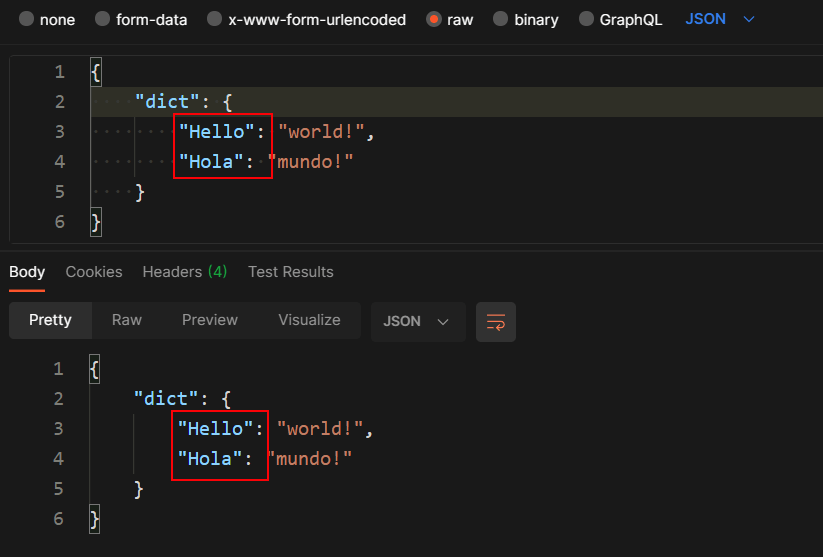 none form-data x-www-form-urlencoded raw binary GraphQL JSON
1 {
2 "dict": {
3 "Hello": "world!",
4 "Hola": "mundo!"
5 }
6 }
Body Cookies Headers (4) Test Results
Pretty Raw Preview Visualize JSON
1 {
2 "dict": {
3 "Hello": "world!",
4 "Hola": "mundo!"
5 }
6 }